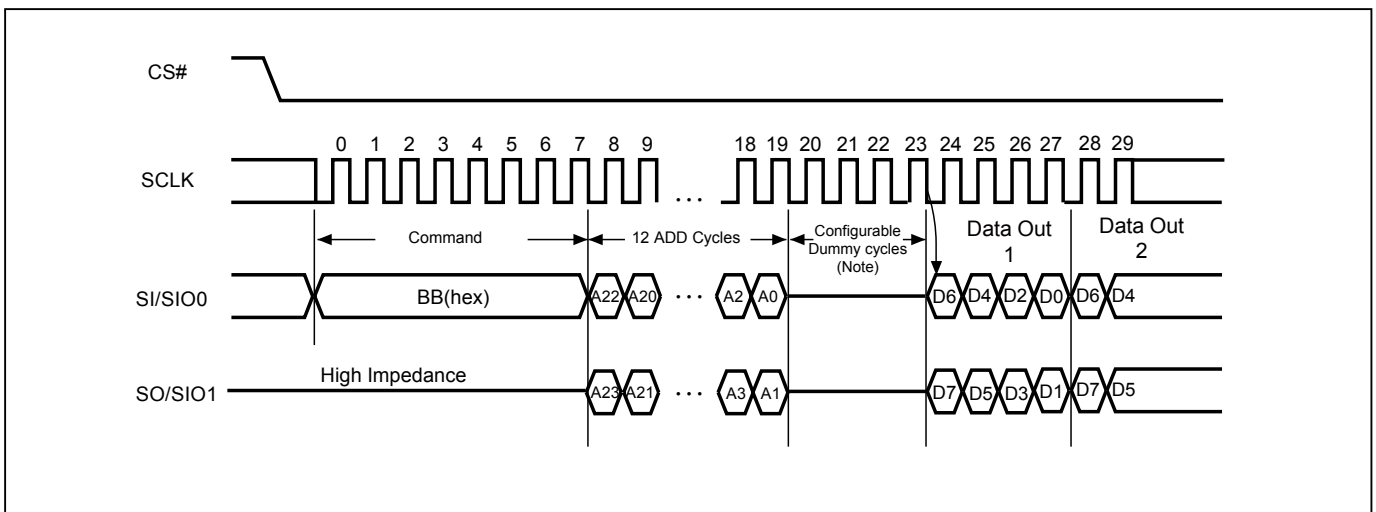 CS#
0 1 2 3 4 5 6 7 8 9 18 19 20 21 22 23 24 25 26 27 28 29
SCLK
...
Command
12 ADD Cycles
Configurable
Dummy cycles
(Note)
Data Out
1
Data Out
2
SI/SIO0
BB(hex)
A22 A20 ... A2 A0
D6 D4 D2 D0 D6 D4
SO/SIO1
High Impedance
A23 A21 ... A3 A1
D7 D5 D3 D1 D7 D5